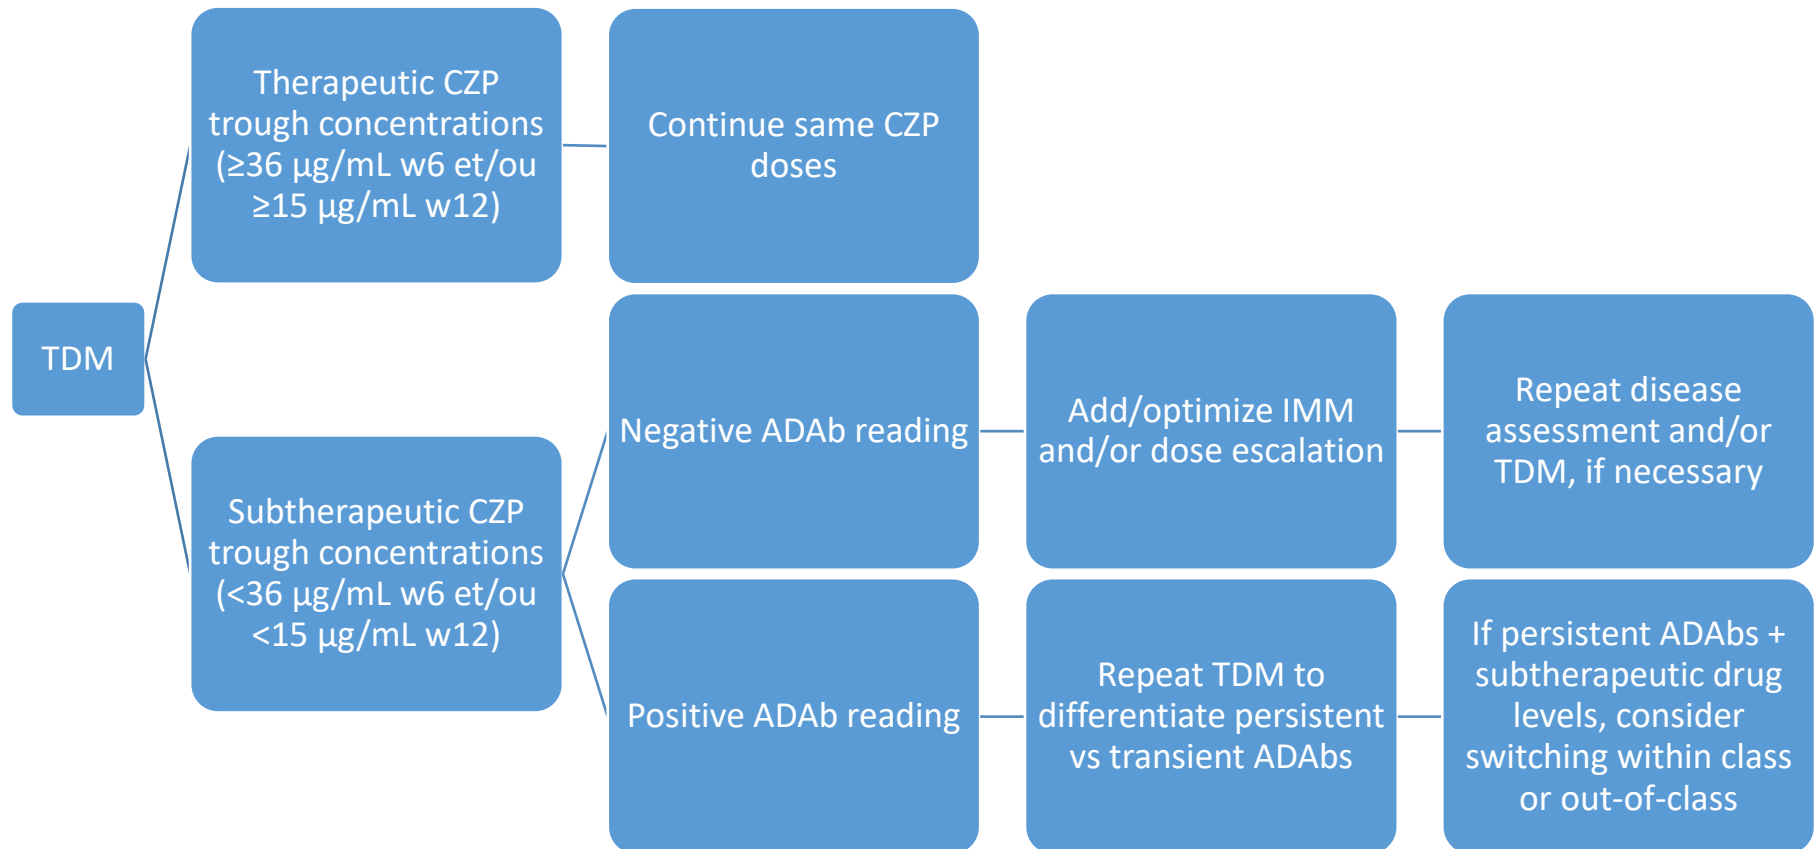 TDM
Therapeutic CZP
trough concentrations
(≥36 µg/mL w6 et/ou
≥15 µg/mL w12)
Continue same CZP
doses
Subtherapeutic CZP
trough concentrations
(<36 µg/mL w6 et/ou
<15 µg/mL w12)
Negative ADAb reading
Add/optimize IMM
and/or dose escalation
Repeat disease
assessment and/or
TDM, if necessary
Positive ADAb reading
Repeat TDM to
differentiate persistent
vs transient ADAbs
If persistent ADAbs +
subtherapeutic drug
levels, consider
switching within class
or out-of-class